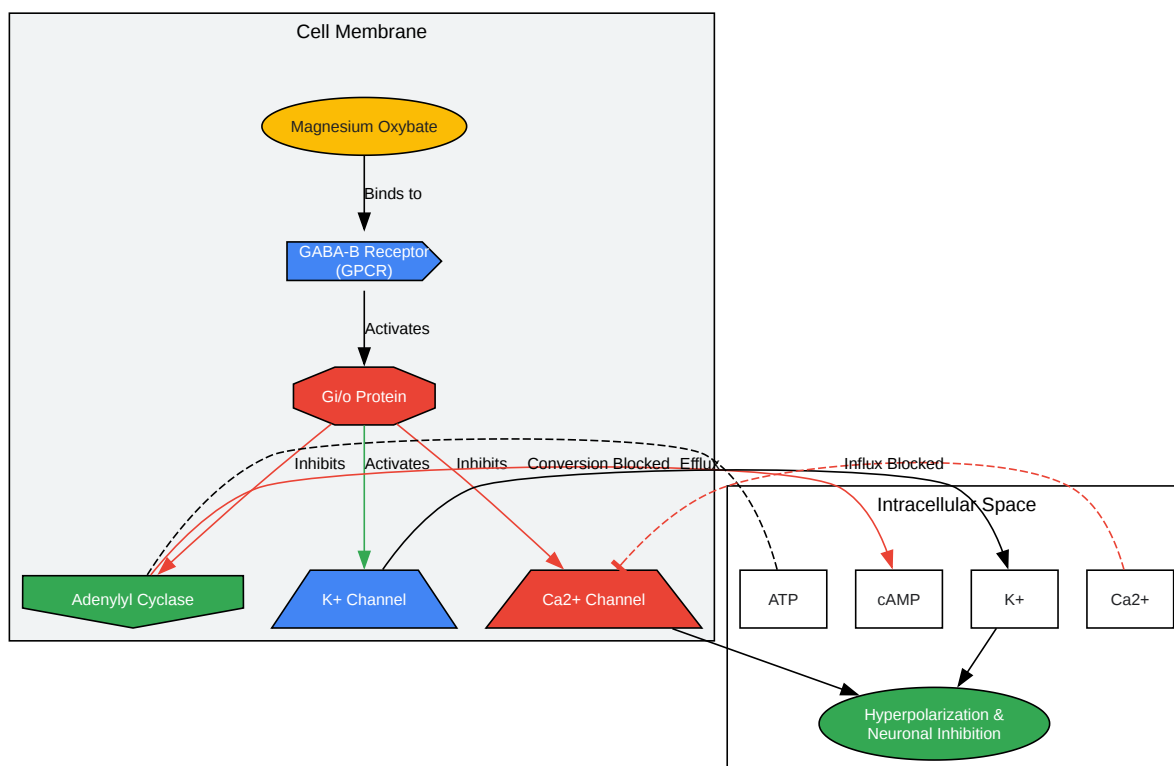 Cell Membrane
Magnesium Oxybate
Binds to
GABA-B Receptor
(GPCR)
Activates
Gi/o Protein
Inhibits
Activates
Inhibits
Conversion Blocked
Efflux
Influx Blocked
Intracellular Space
Adenylyl Cyclase
K+ Channel
Ca2+ Channel
ATP
cAMP
K+
Ca2+
Hyperpolarization &
Neuronal Inhibition